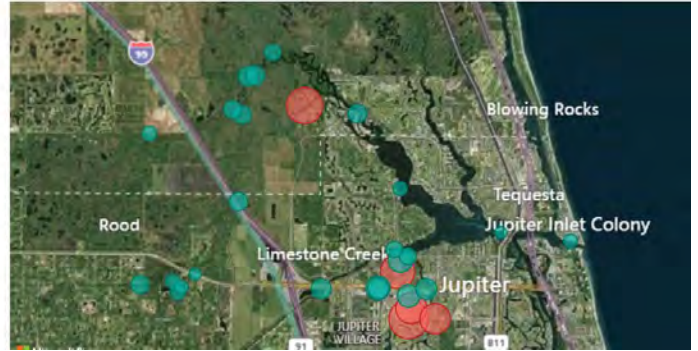 95
Blowing Rocks
Tequesta
Rood
Jupiter Inlet Colony
Limestone Creek
Jupiter
JUPITER
VILLAGE
91
811